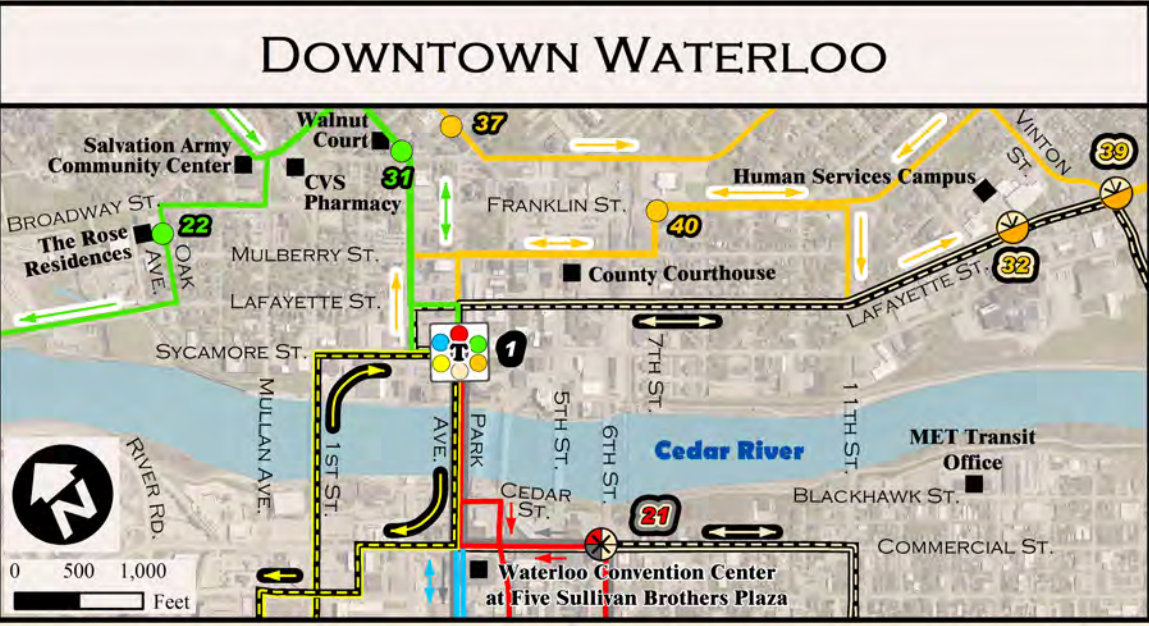 DOWNTOWN WATERLOO
Walnut
Court
37
Salvation Army
Community Center
VINTON
ST.
39
CVS
Pharmacy
31
Human Services Campus
BROADWAY ST.
FRANKLIN ST.
40
The Rose
Residences
22
OAK
AVE.
MULBERRY ST.
32
County Courthouse
LAFAYETTE ST.
LAFAYETTE ST.
SYCAMORE ST.
T
1
7TH ST.
MULLAN AVE.
1ST ST.
PARK
AVE.
5TH ST.
6TH ST.
11TH ST.
Cedar River
MET Transit
Office
RIVER RD.
N
CEDAR
ST.
BLACKHAWK ST.
21
COMMERCIAL ST.
0 500 1,000
Feet
Waterloo Convention Center
at Five Sullivan Brothers Plaza